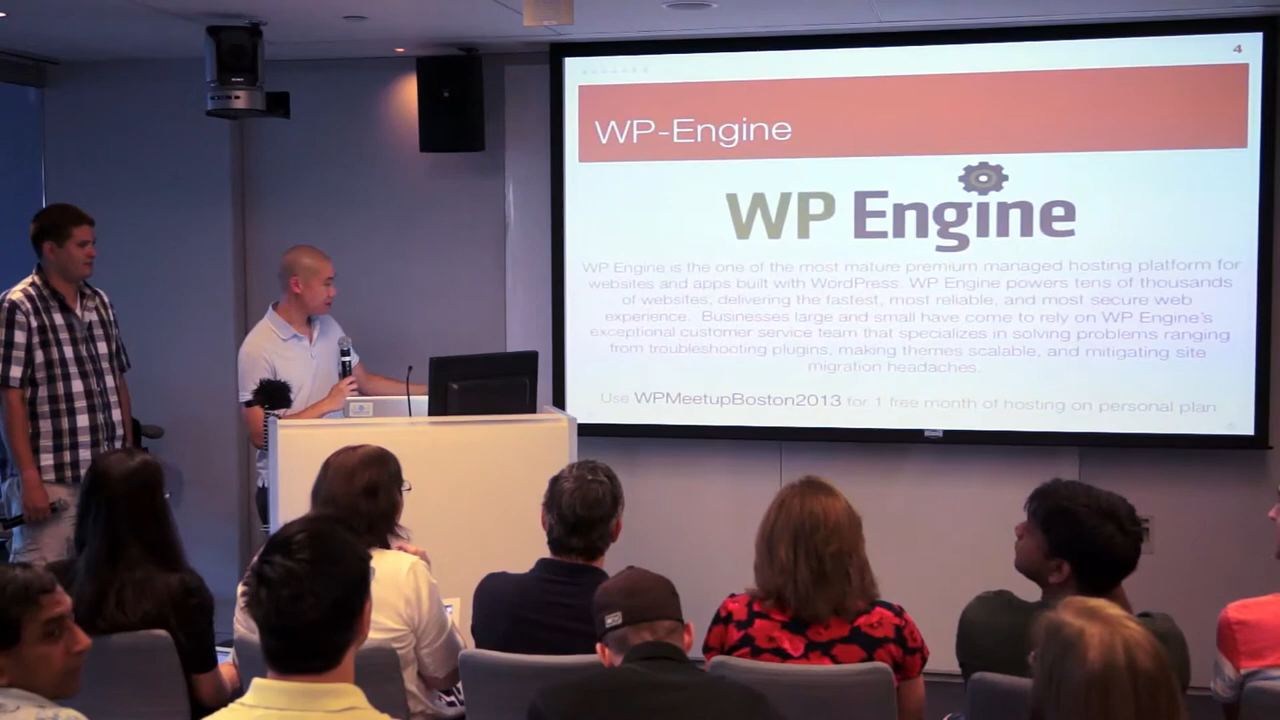 4
WP-Engine
WP Engine
WP Engine is the one of the most mature premium managed hosting platform for
websites and apps built with WordPress. WP Engine powers tens of thousands
of websites, delivering the fastest, most reliable, and most secure web
experience. Businesses large and small have come to rely on WP Engine's
exceptional customer service team that specializes in solving problems ranging
from troubleshooting plugins, making themes scalable, and mitigating site
migration headaches.
Use WPMeetupBoston2013 for 1 free month of hosting on personal plan